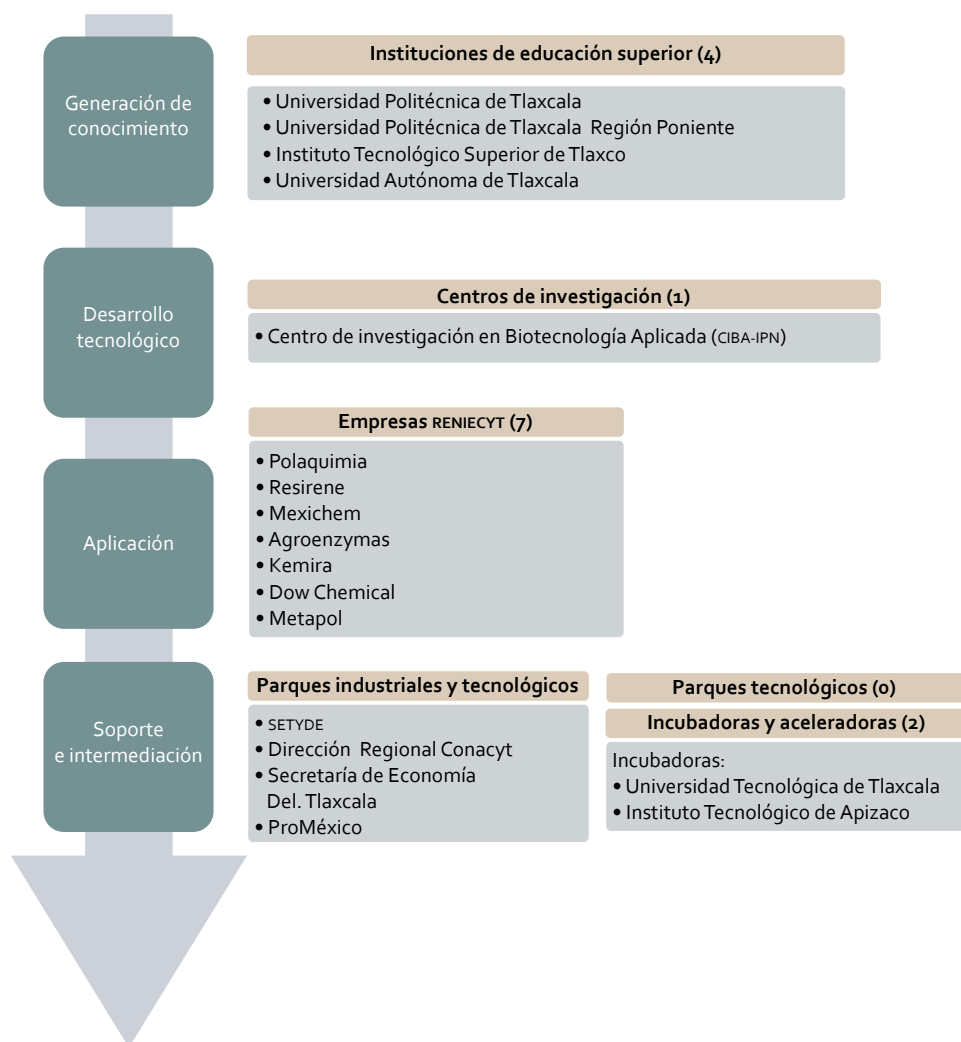 Generación de
conocimiento
Instituciones de educación superior (4)
• Universidad Politécnica de Tlaxcala
• Universidad Politécnica de Tlaxcala Región Poniente
• Instituto Tecnológico Superior de Tlaxco
• Universidad Autónoma de Tlaxcala
Desarrollo
tecnológico
Centros de investigación (1)
• Centro de investigación en Biotecnología Aplicada (CIBA-IPN)
Aplicación
Empresas RENIECYT (7)
• Polaquimia
• Resirene
• Mexichem
• Agroenzymas
• Kemira
• Dow Chemical
• Metapol
Soporte
e intermediación
Parques industriales y tecnológicos
• SETYDE
• Dirección Regional Conacyt
• Secretaría de Economía
Del. Tlaxcala
• ProMéxico
Parques tecnológicos (0)
Incubadoras y aceleradoras (2)
Incubadoras:
• Universidad Tecnológica de Tlaxcala
• Instituto Tecnológico de Apizaco